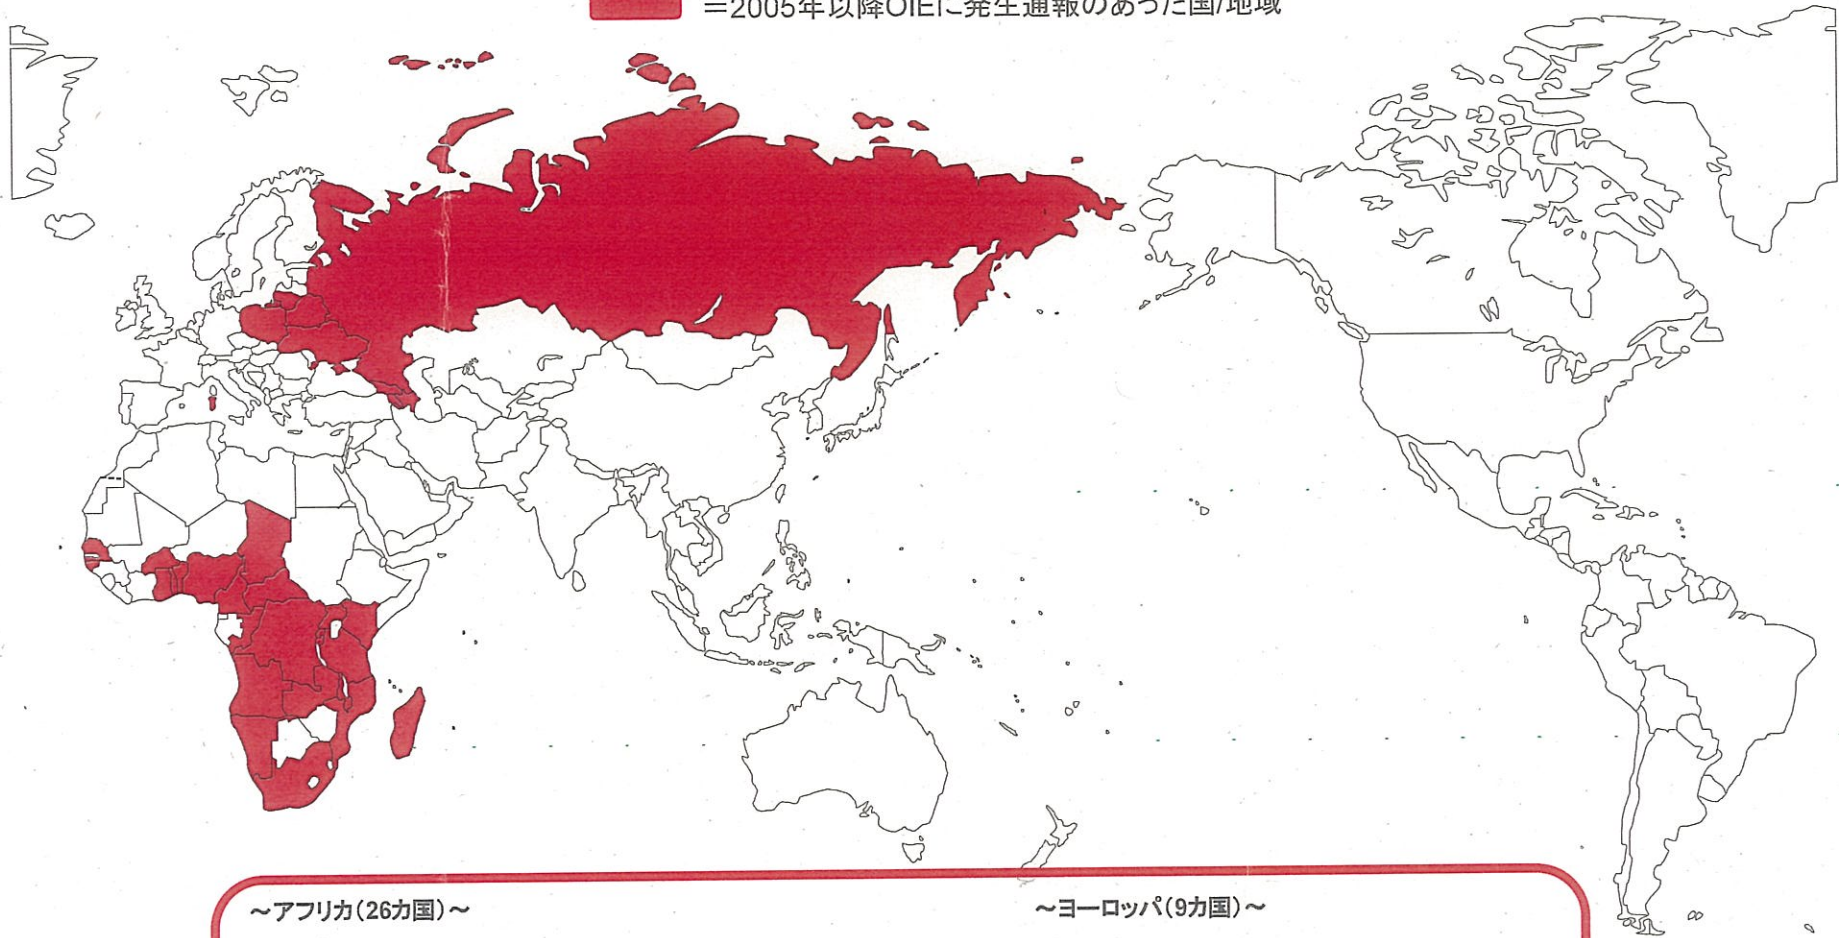 ＝2005年以降OIEに発生通報のあった国/地域
～アフリカ（26カ国）～
～ヨーロッパ（9カ国）～